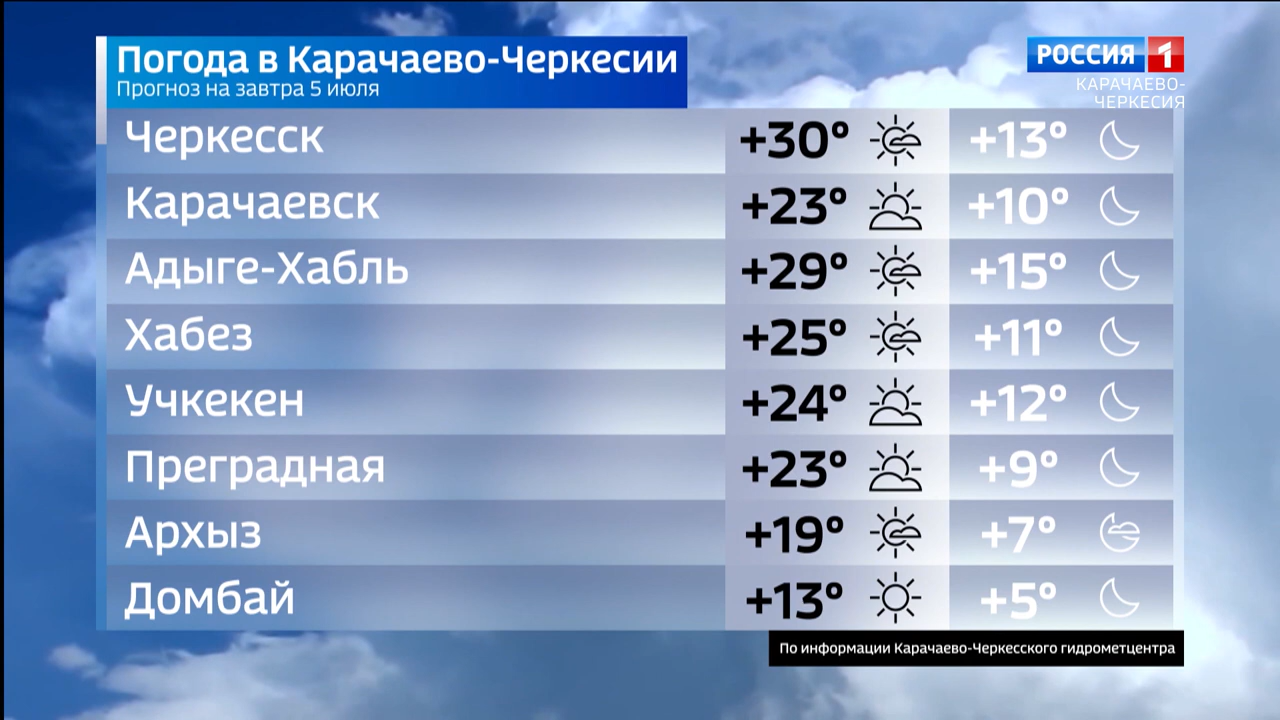 Погода в Карачаево-Черкесии
Прогноз на завтра 5 июля
РОССИЯ 1
КАРАЧАЕВО-
ЧЕРКЕСИЯ
Черкесск +30° +13°
Карачаевск +23° +10°
Адыге-Хабль +29° +15°
Хабез +25° +11°
Учкекен +24° +12°
Преградная +23° +9°
Архыз +19° +7°
Домбай +13° +5°
По информации Карачаево-Черкесского гидрометцентра